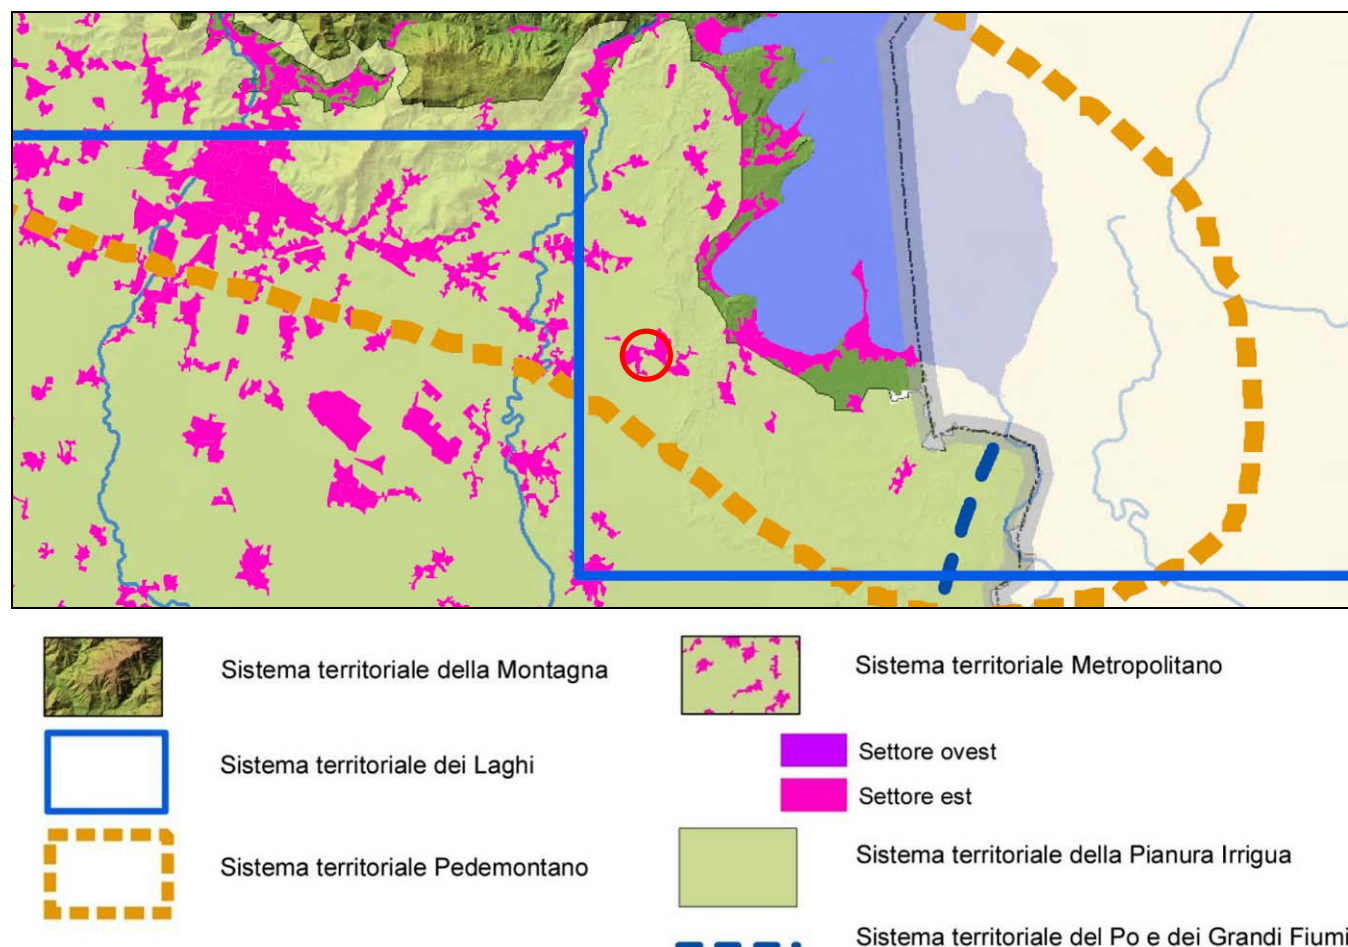 Sistema territoriale della Montagna
Sistema territoriale dei Laghi
Sistema territoriale Pedemontano
Sistema territoriale Metropolitano
Settore ovest
Settore est
Sistema territoriale della Pianura Irrigua
Sistema territoriale del Po e dei Grandi Fiumi